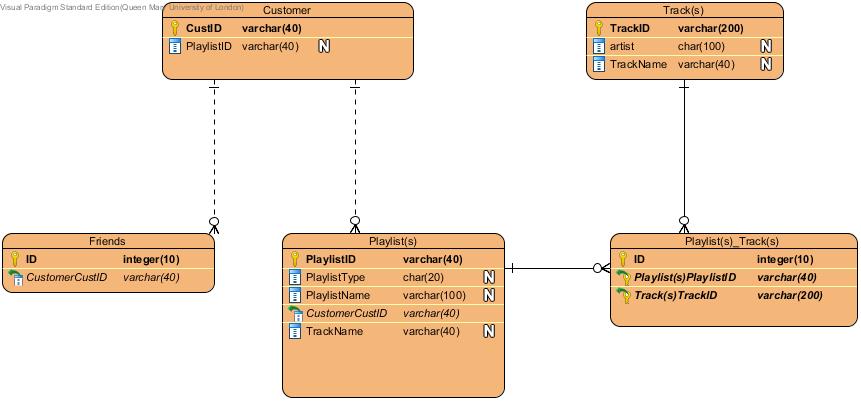 Visual Paradigm Standard Edition(Queen Mary, University of London)
Customer
CustID varchar(40)
PlaylistID varchar(40) N
Track(s)
TrackID varchar(200)
artist char(100) N
TrackName varchar(40) N
Friends
ID integer(10)
CustomerCustID varchar(40)
Playlist(s)
PlaylistID varchar(40)
PlaylistType char(20) N
PlaylistName varchar(100) N
CustomerCustID varchar(40)
TrackName varchar(40) N
Playlist(s)_Track(s)
ID integer(10)
Playlist(s)PlaylistID varchar(40)
Track(s)TrackID varchar(200)